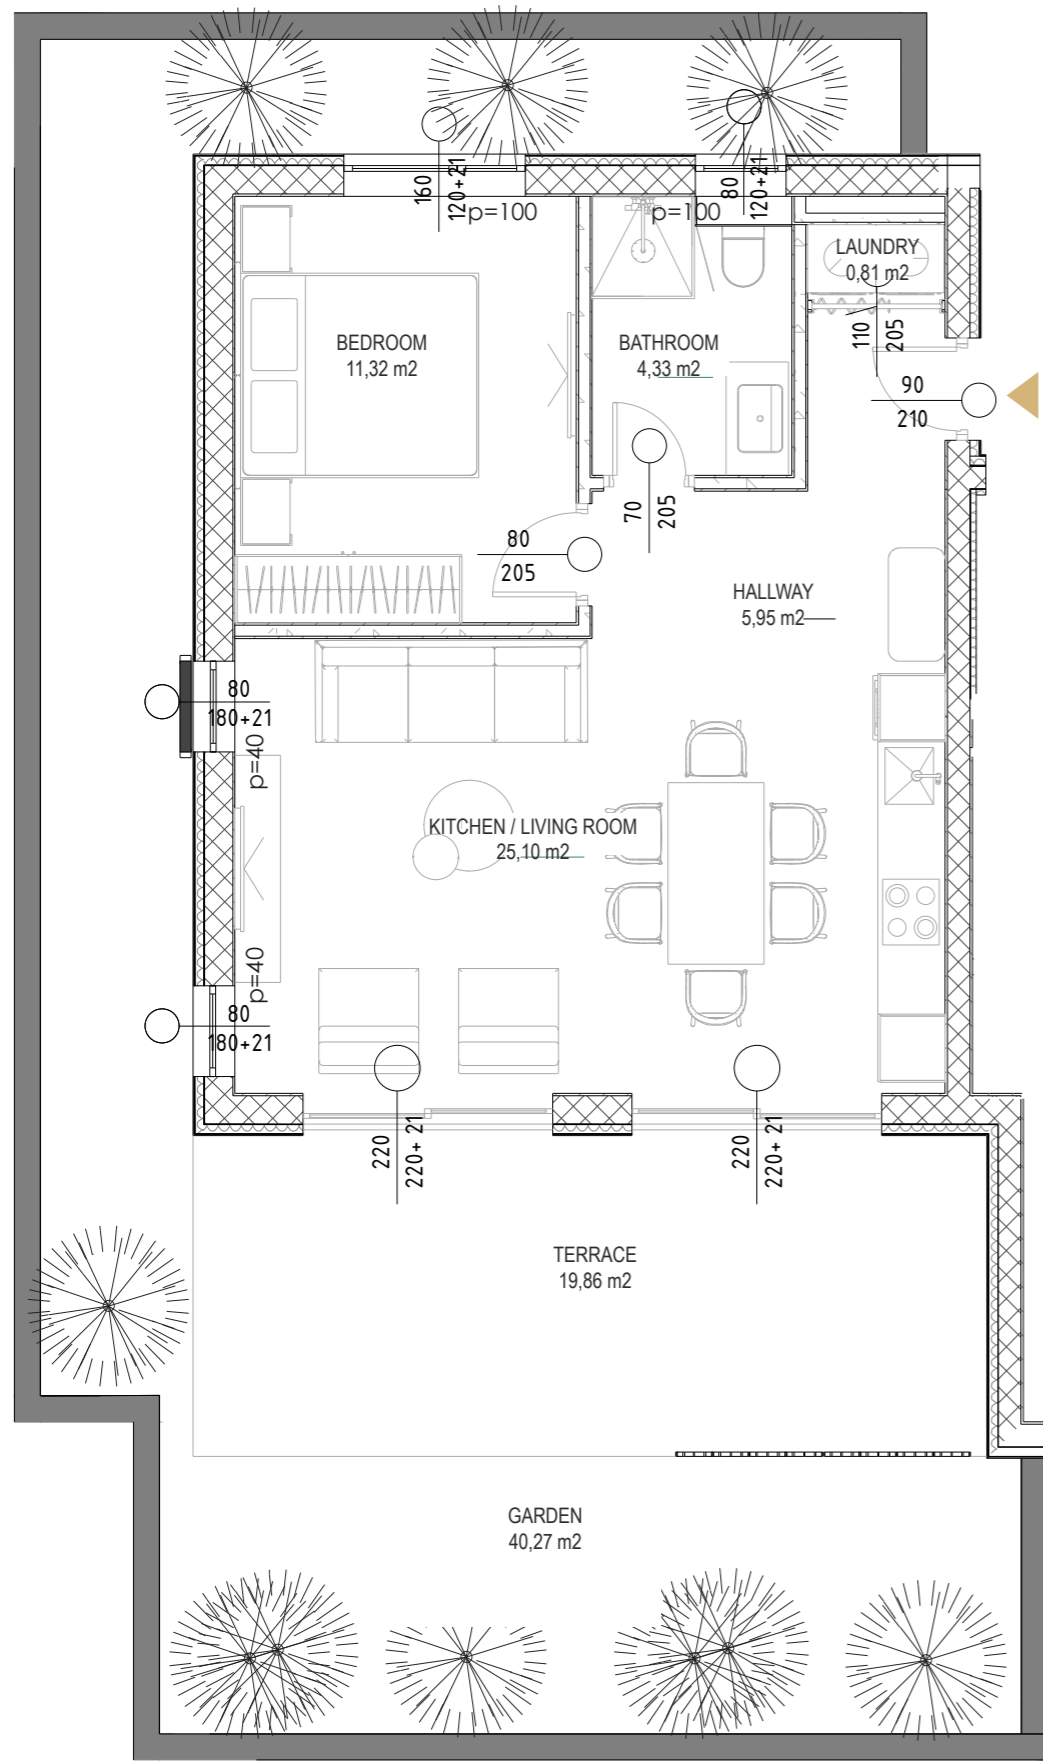 160
120+21
p=100
80
120+21
p=100
LAUNDRY
0,81 m2
110
205
BEDROOM
11,32 m2
BATHROOM
4,33 m2
90
210
70
205
80
205
HALLWAY
5,95 m2
80
180+21
p=40
KITCHEN / LIVING ROOM
25,10 m2
p=40
80
180+21
220
220+ 21
220
220+ 21
TERRACE
19,86 m2
GARDEN
40,27 m2